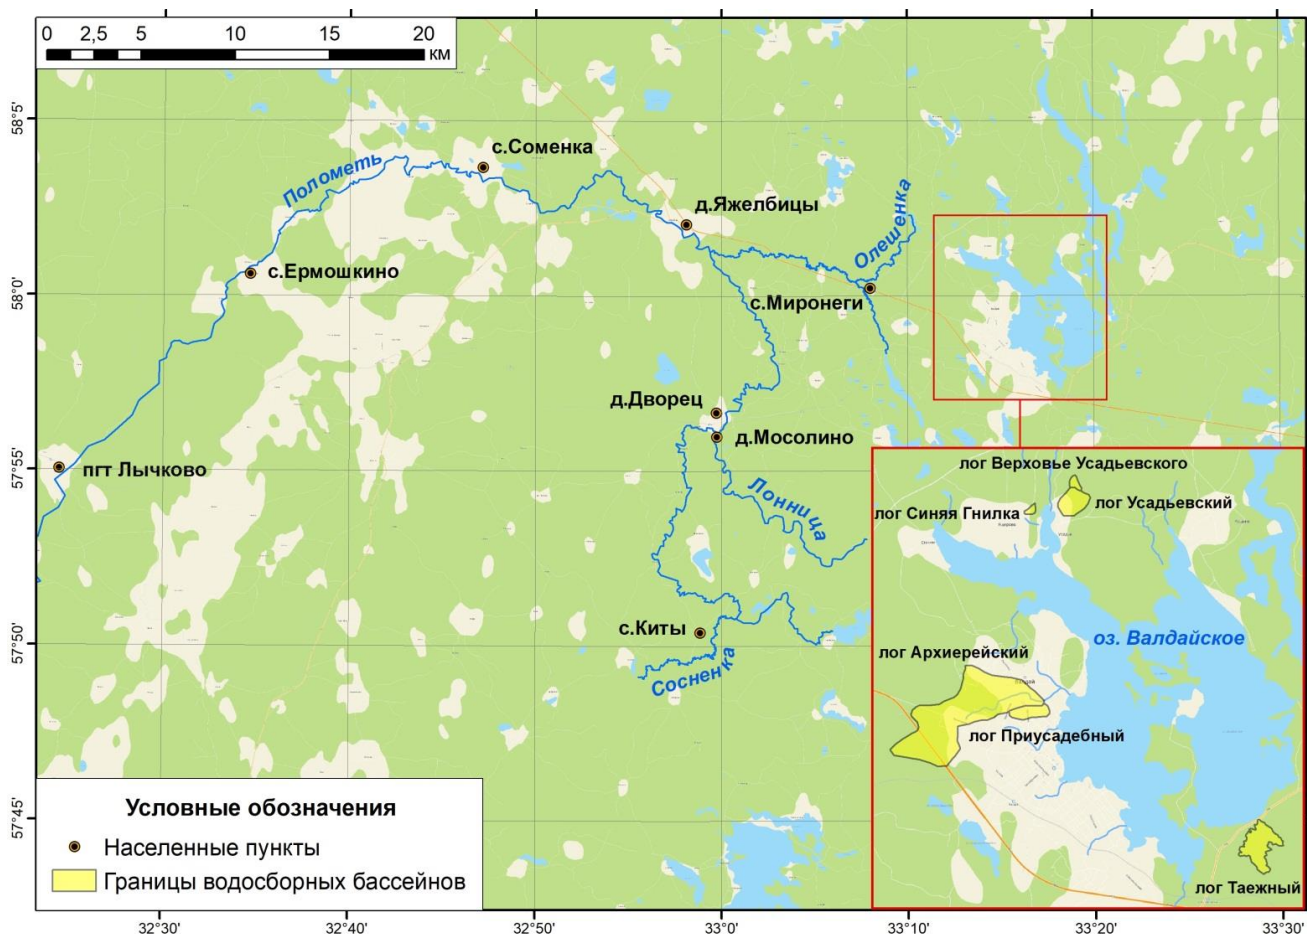 0 2,5 5 10 15 20
км
58°5'
58°0'
57°55'
57°50'
57°45'
с.Соменка
Полометь
д.Яжелбицы
Олешенка
с.Ермошкино
с.Миронеги
д.Дворец
д.Мосолино
пгт Лычково
Лонница
с.Киты
Сосненка
лог Верховье Усадьевского
лог Усадьевский
лог Синяя Гнилка
оз. Валдайское
лог Архиерейский
лог Приусадебный
лог Таежный
Условные обозначения
Населенные пункты
Границы водосборных бассейнов
32°30' 32°40' 32°50' 33°0' 33°10' 33°20' 33°30'